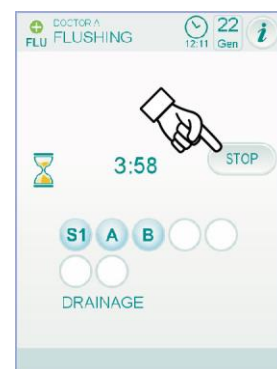 DOCTOR A
FLU FLUSHING
12:11
22
Gen
i
3:58
STOP
S1 A B
DRAINAGE